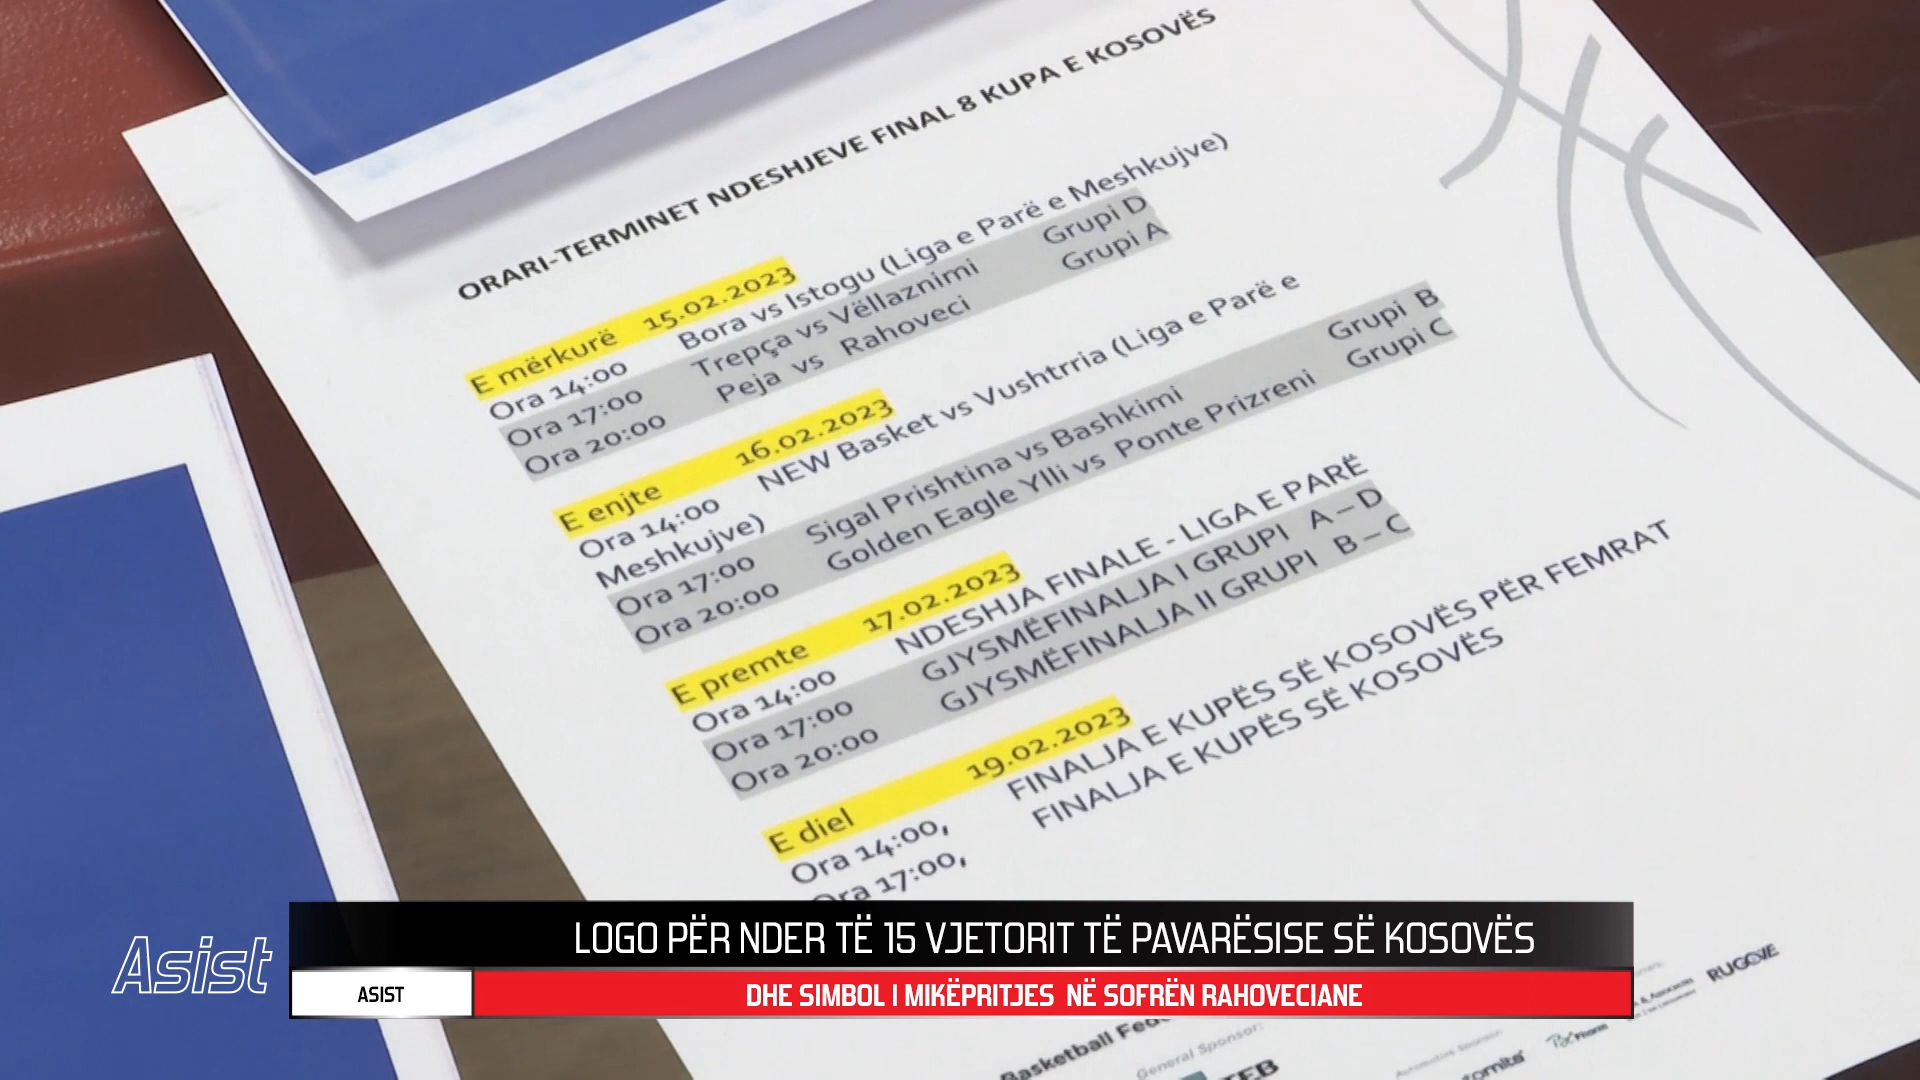 ORARI-TERMINET NDESHJEVE FINAL 8 KUPA E KOSOVËS
E mërkurë 15.02.2023
Ora 14:00 Bora vs Istogu (Liga e Parë e Meshkujve)
Ora 17:00 Trepça vs Vëllaznimi Grupi D
Ora 20:00 Peja vs Rahoveci Grupi A
E enjte 16.02.2023
Ora 14:00 NEW Basket vs Vushtrria (Liga e Parë e
Meshkujve)
Ora 17:00 Sigal Prishtina vs Bashkimi Grupi B
Ora 20:00 Golden Eagle Ylli vs Ponte Prizreni Grupi C
E premte 17.02.2023
Ora 14:00 NDESHJA FINALE - LIGA E PARË
Ora 17:00 GJYSMËFINALJA I GRUPI A – D
Ora 20:00 GJYSMËFINALJA II GRUPI B – C
E diel 19.02.2023
Ora 14:00, FINALJA E KUPËS SË KOSOVËS PËR FEMRAT
Ora 17:00, FINALJA E KUPËS SË KOSOVËS
Asist
LOGO PËR NDER TË 15 VJETORIT TË PAVARËSISE SË KOSOVËS
ASIST
DHE SIMBOL I MIKËPRITJES NË SOFRËN RAHOVECIANE
RUGOVE
Basketball
General Sponsor:
TEB